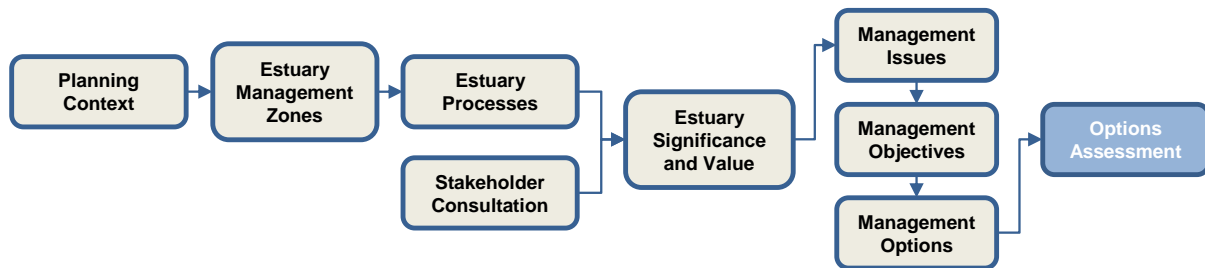 Planning
Context
Estuary
Management
Zones
Estuary
Processes
Stakeholder
Consultation
Estuary
Significance
and Value
Management
Issues
Management
Objectives
Management
Options
Options
Assessment